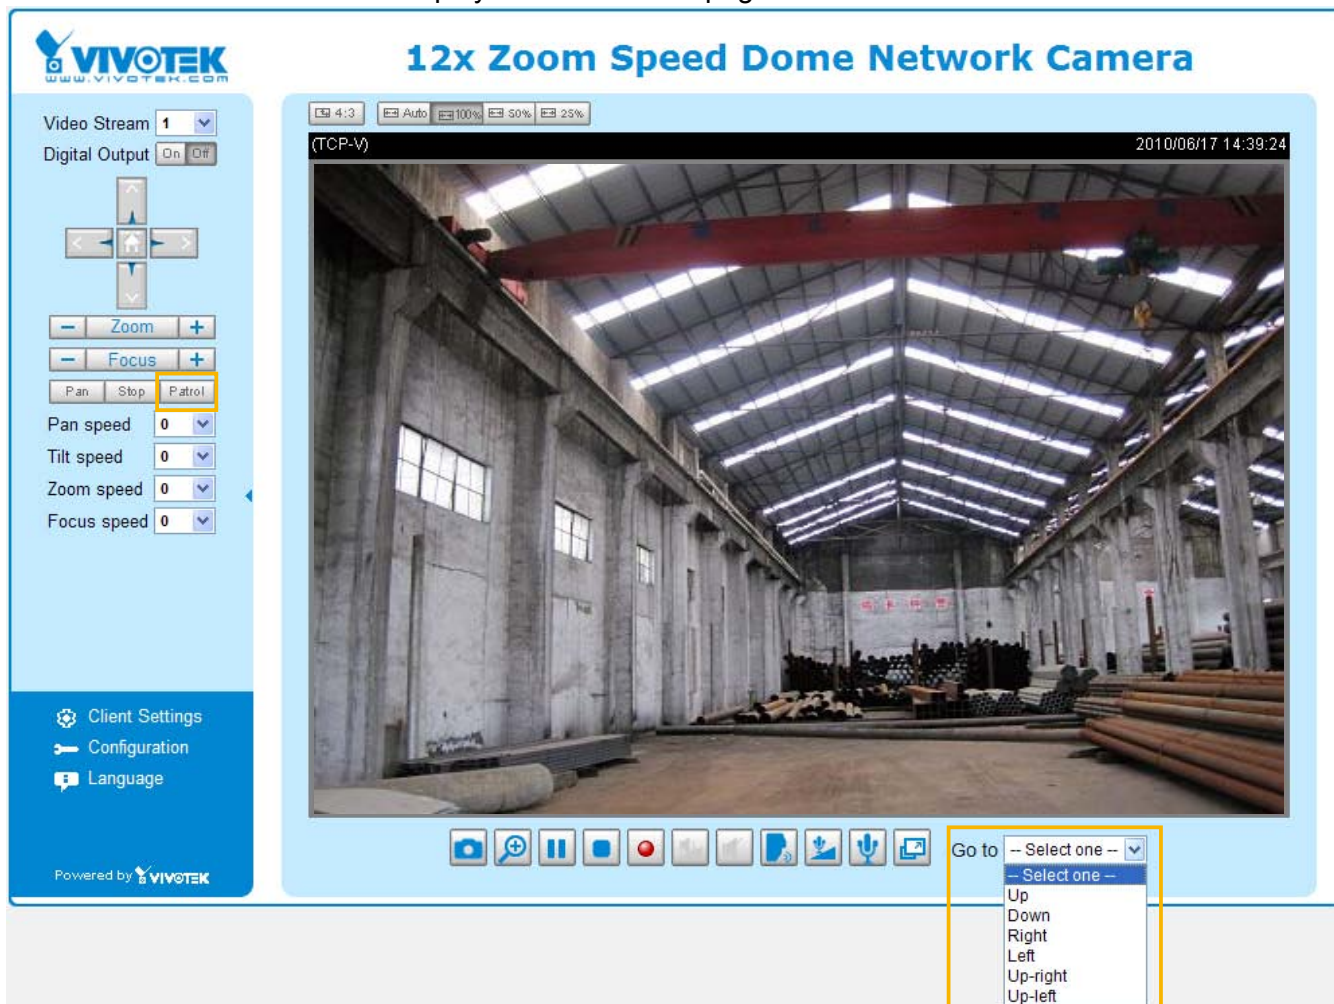 VIVOTEK
www.vivotek.com
12x Zoom Speed Dome Network Camera
Video Stream 1
Digital Output On Off
Zoom
Focus
Pan Stop Patrol
Pan speed 0
Tilt speed 0
Zoom speed 0
Focus speed 0
Client Settings
Configuration
Language
Powered by VIVOTEK
4:3 Auto 100% 50% 25%
(TCP-V) 2010/06/17 14:39:24
Go to -- Select one --
-- Select one --
Up
Down
Right
Left
Up-right
Up-left